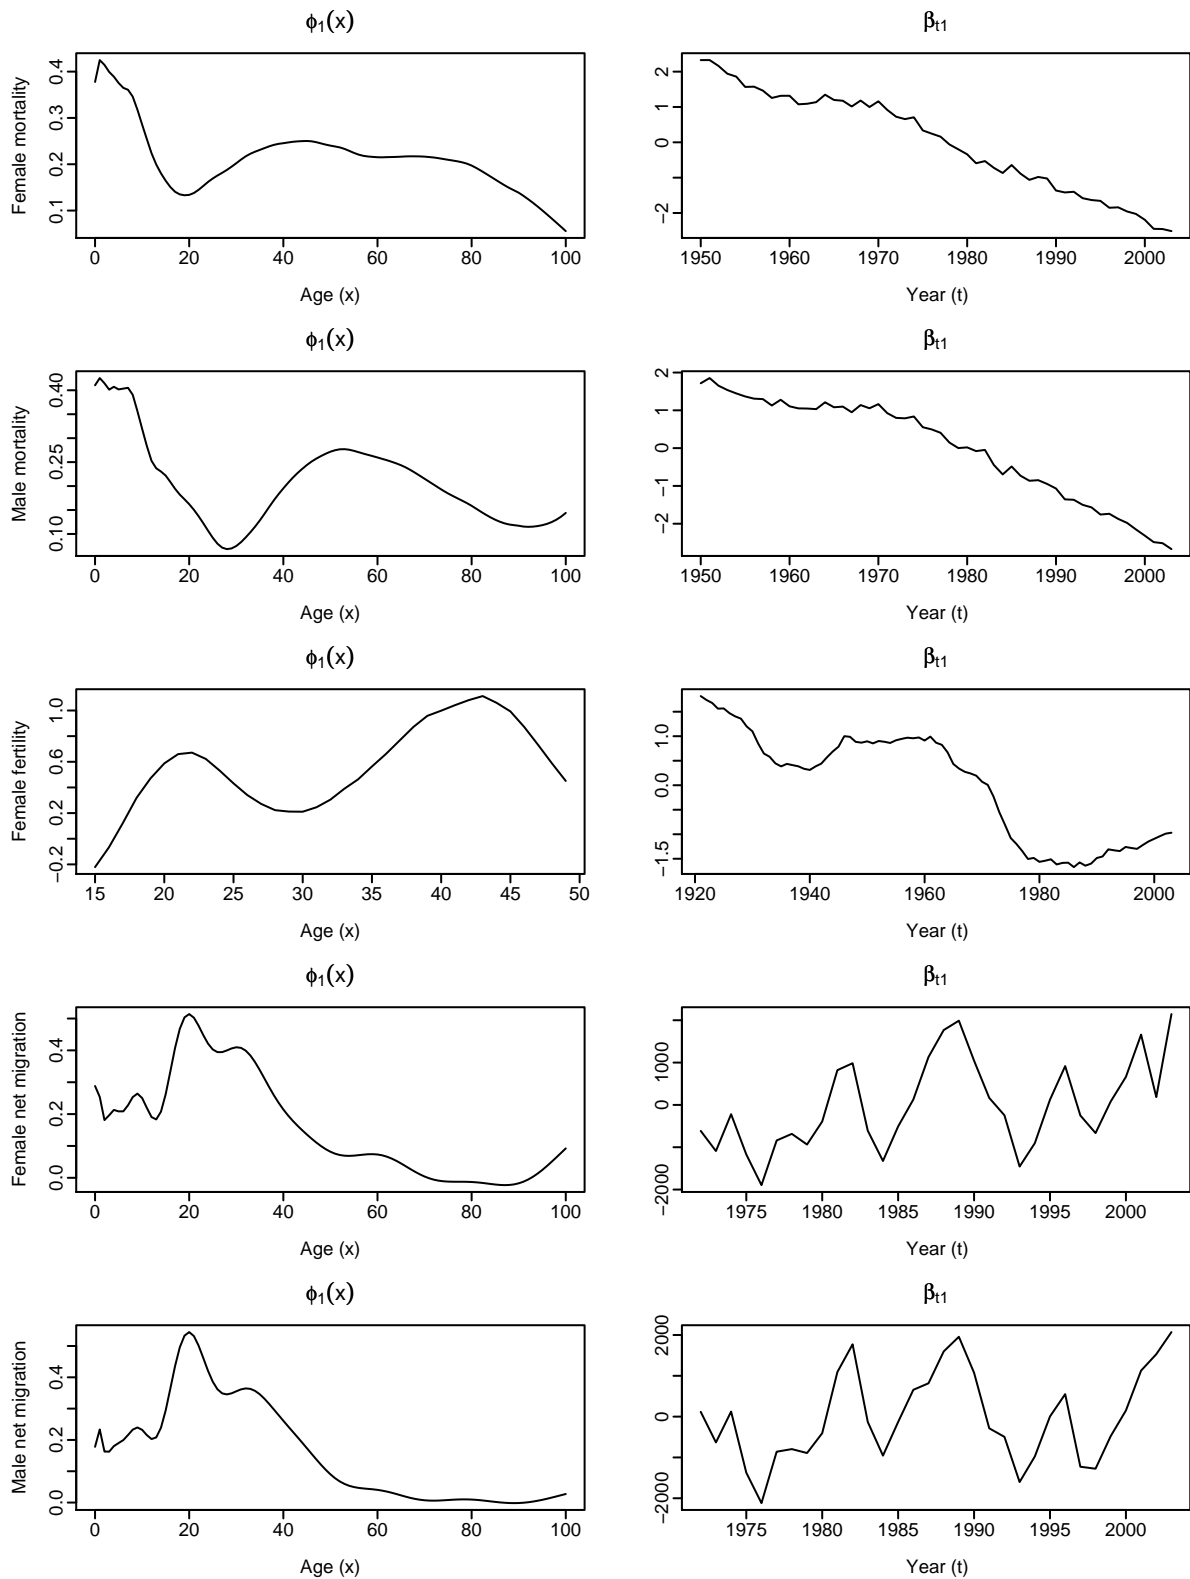 ϕ1(x)
βt1
Female mortality
0.1 0.2 0.3 0.4
−2 0 1 2
0 20 40 60 80 100
1950 1960 1970 1980 1990 2000
Age (x)
Year (t)
ϕ1(x)
βt1
Male mortality
0.10 0.25 0.40
−2 −1 0 1 2
0 20 40 60 80 100
1950 1960 1970 1980 1990 2000
Age (x)
Year (t)
ϕ1(x)
βt1
Female fertility
−0.2 0.2 0.6 1.0
−1.5 0.0 1.0
15 20 25 30 35 40 45 50
1920 1940 1960 1980 2000
Age (x)
Year (t)
ϕ1(x)
βt1
Female net migration
0.0 0.2 0.4
−2000 0 1000
0 20 40 60 80 100
1975 1980 1985 1990 1995 2000
Age (x)
Year (t)
ϕ1(x)
βt1
Male net migration
0.0 0.2 0.4
−2000 0 2000
0 20 40 60 80 100
1975 1980 1985 1990 1995 2000
Age (x)
Year (t)